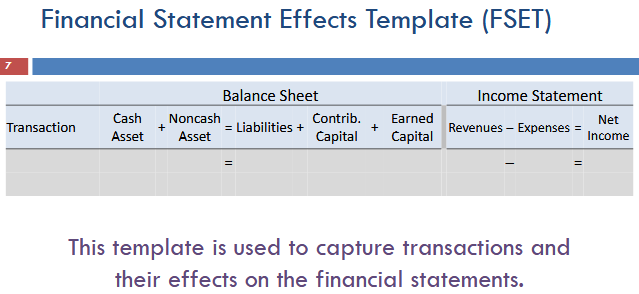 Financial Statement Effects Template (FSET)
7
Balance Sheet Income Statement
Transaction Cash Asset + Noncash Asset = Liabilities + Contrib. Capital + Earned Capital Revenues – Expenses = Net Income
= – =
This template is used to capture transactions and
their effects on the financial statements.